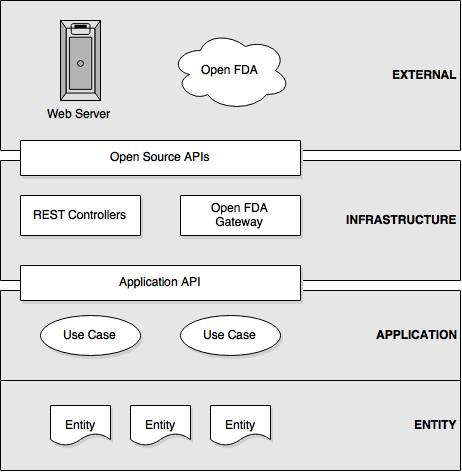 Open FDA
EXTERNAL
Web Server
Open Source APIs
REST Controllers
Open FDA
Gateway
INFRASTRUCTURE
Application API
Use Case
Use Case
APPLICATION
Entity
Entity
Entity
ENTITY